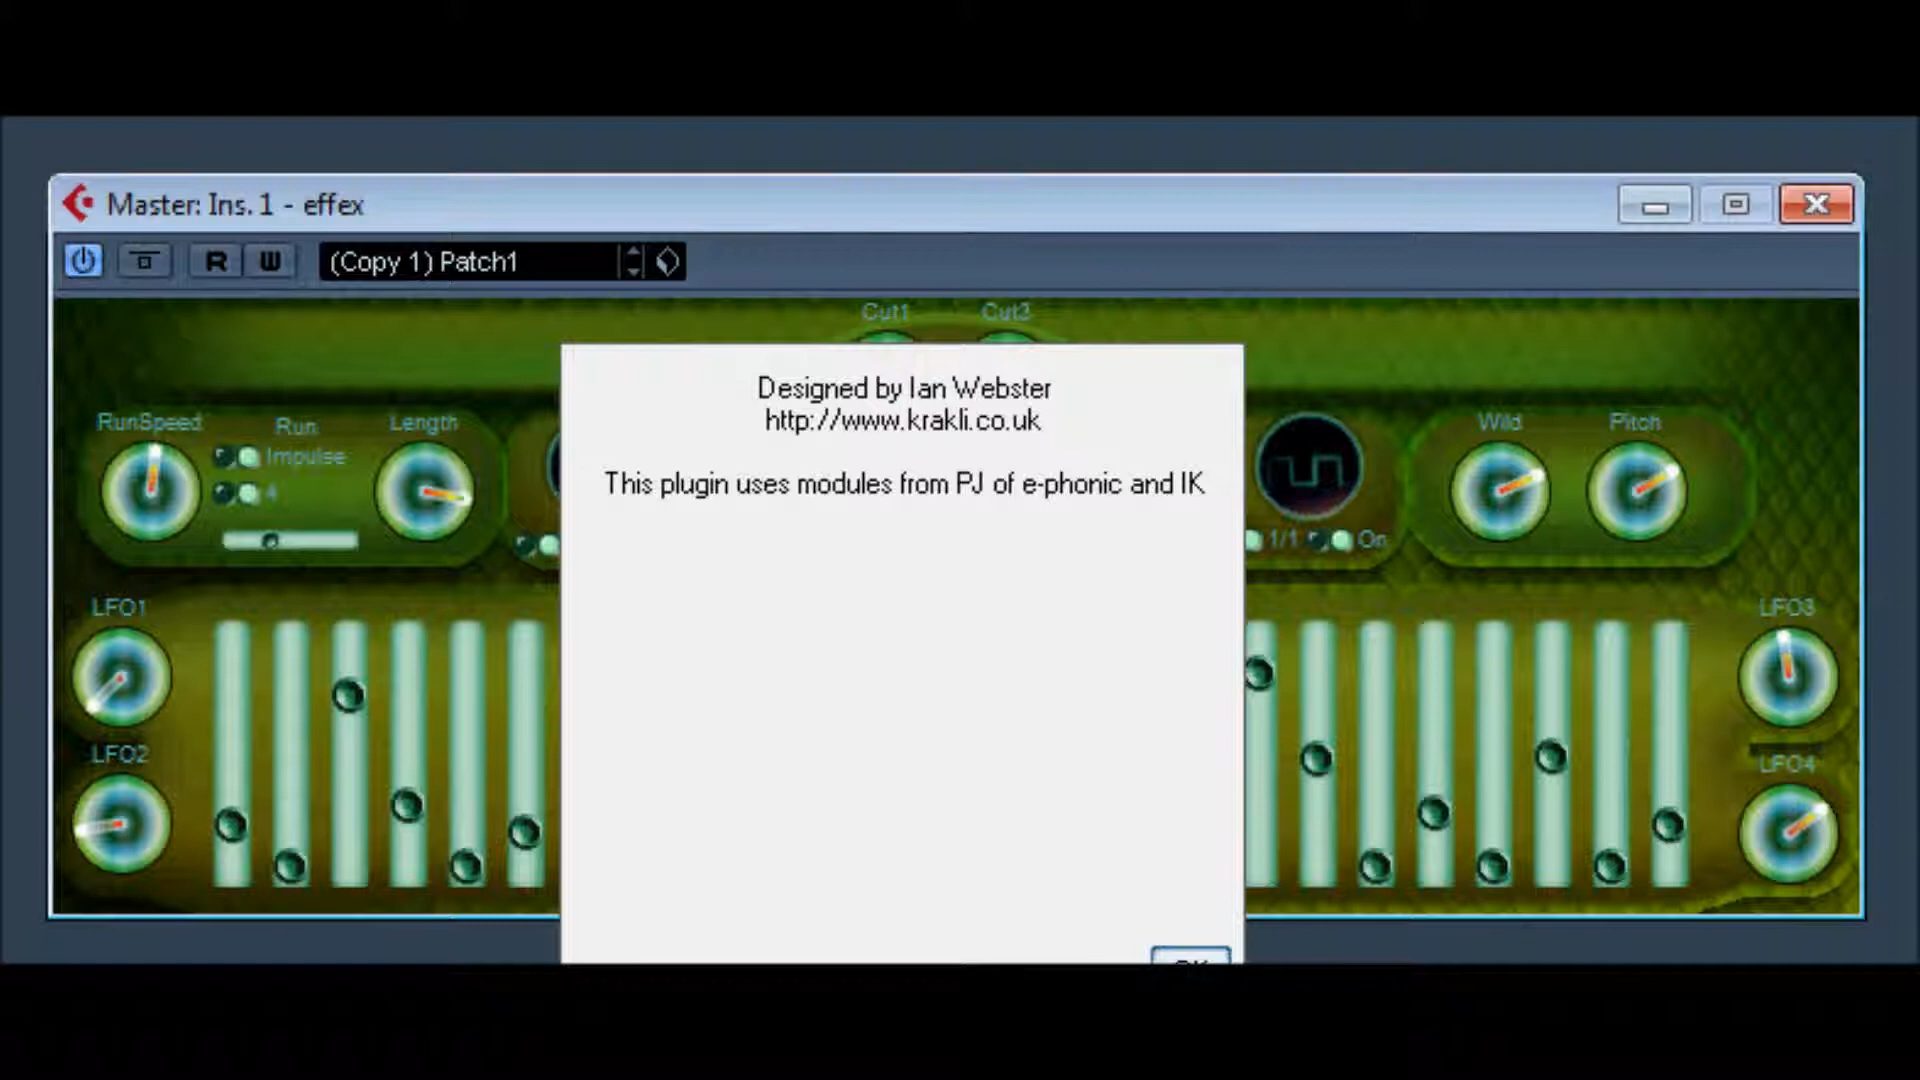 Master: Ins. 1 - effex
R W (Copy 1) Patch1
Cut1 Cut2
Designed by Ian Webster
http://www.krakli.co.uk
This plugin uses modules from PJ of e-phonic and IK
RunSpeed Run Length Wild Pitch
Impulse
4
1/1 On
LFO1 LFO3
LFO2 LFO4